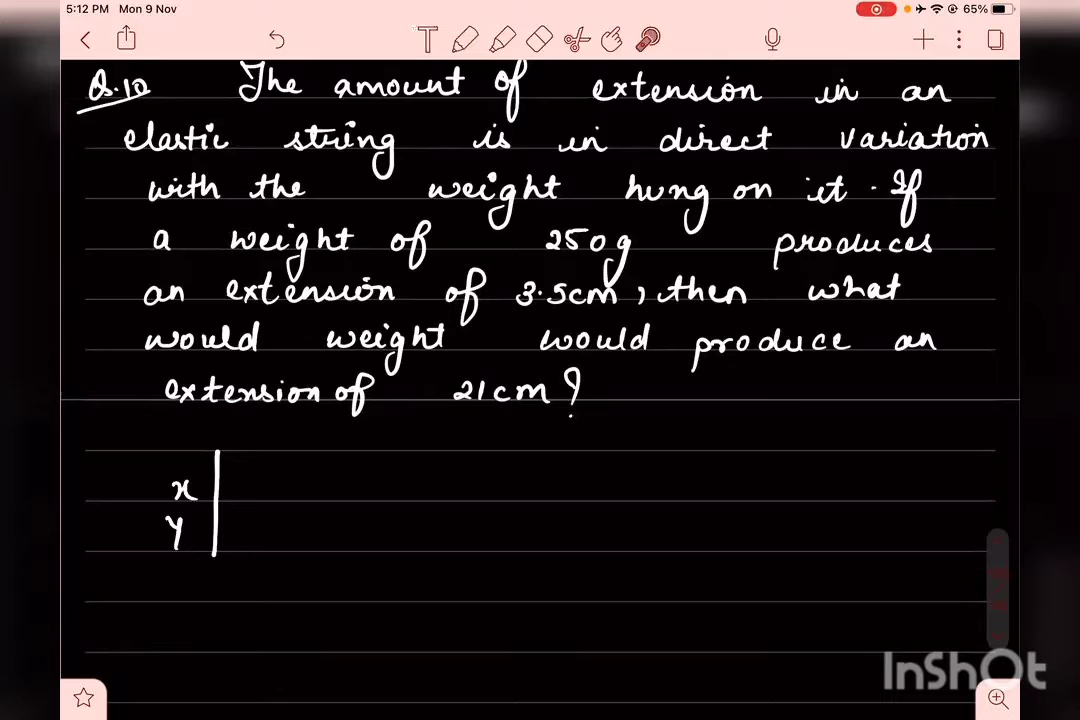 5:12 PM Mon 9 Nov
65%
Q.10 The amount of extension in an
elastic string is in direct variation
with the weight hung on it. If
a weight of 250g produces
an extension of 3.5cm, then what
would weight would produce an
extension of 21cm?
x
y
InShOt